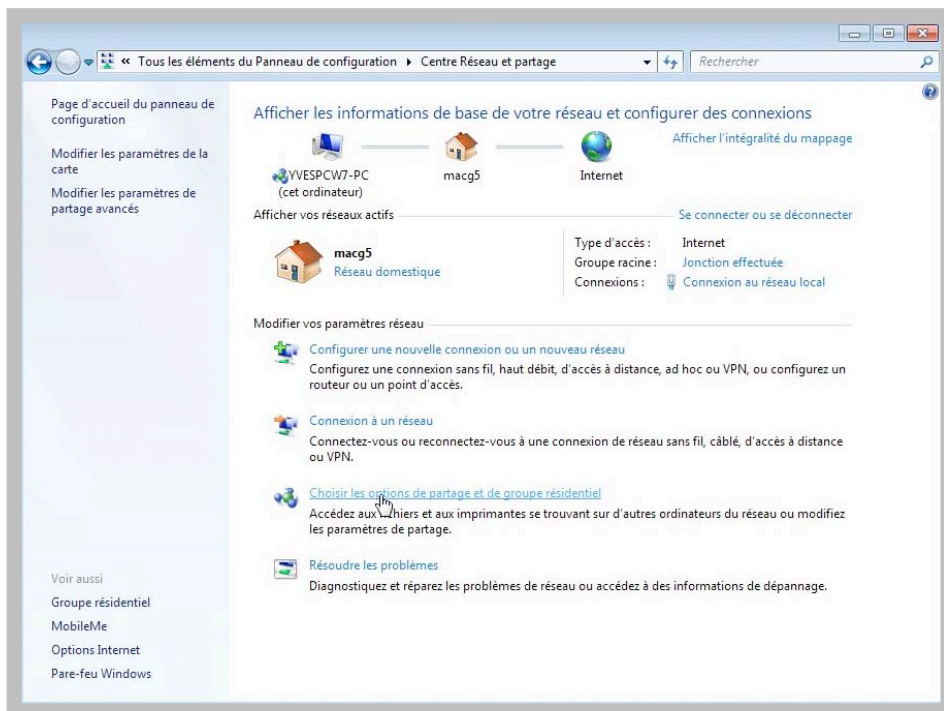 « Tous les éléments du Panneau de configuration ▸ Centre Réseau et partage
Rechercher
Page d'accueil du panneau de
configuration
Modifier les paramètres de la
carte
Modifier les paramètres de
partage avancés
Voir aussi
Groupe résidentiel
MobileMe
Options Internet
Pare-feu Windows
Afficher les informations de base de votre réseau et configurer des connexions
Afficher l'intégralité du mappage
YVESPCW7-PC
(cet ordinateur)
macg5
Internet
Afficher vos réseaux actifs
Se connecter ou se déconnecter
macg5
Réseau domestique
Type d'accès : Internet
Groupe racine : Jonction effectuée
Connexions : Connexion au réseau local
Modifier vos paramètres réseau
Configurer une nouvelle connexion ou un nouveau réseau
Configurez une connexion sans fil, haut débit, d'accès à distance, ad hoc ou VPN, ou configurez un
routeur ou un point d'accès.
Connexion à un réseau
Connectez-vous ou reconnectez-vous à une connexion de réseau sans fil, câblé, d'accès à distance
ou VPN.
Choisir les options de partage et de groupe résidentiel
Accédez aux fichiers et aux imprimantes se trouvant sur d'autres ordinateurs du réseau ou modifiez
les paramètres de partage.
Résoudre les problèmes
Diagnostiquez et réparez les problèmes de réseau ou accédez à des informations de dépannage.